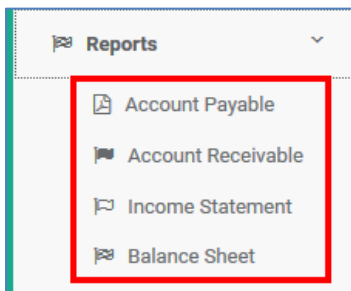 Reports
Account Payable
Account Receivable
Income Statement
Balance Sheet